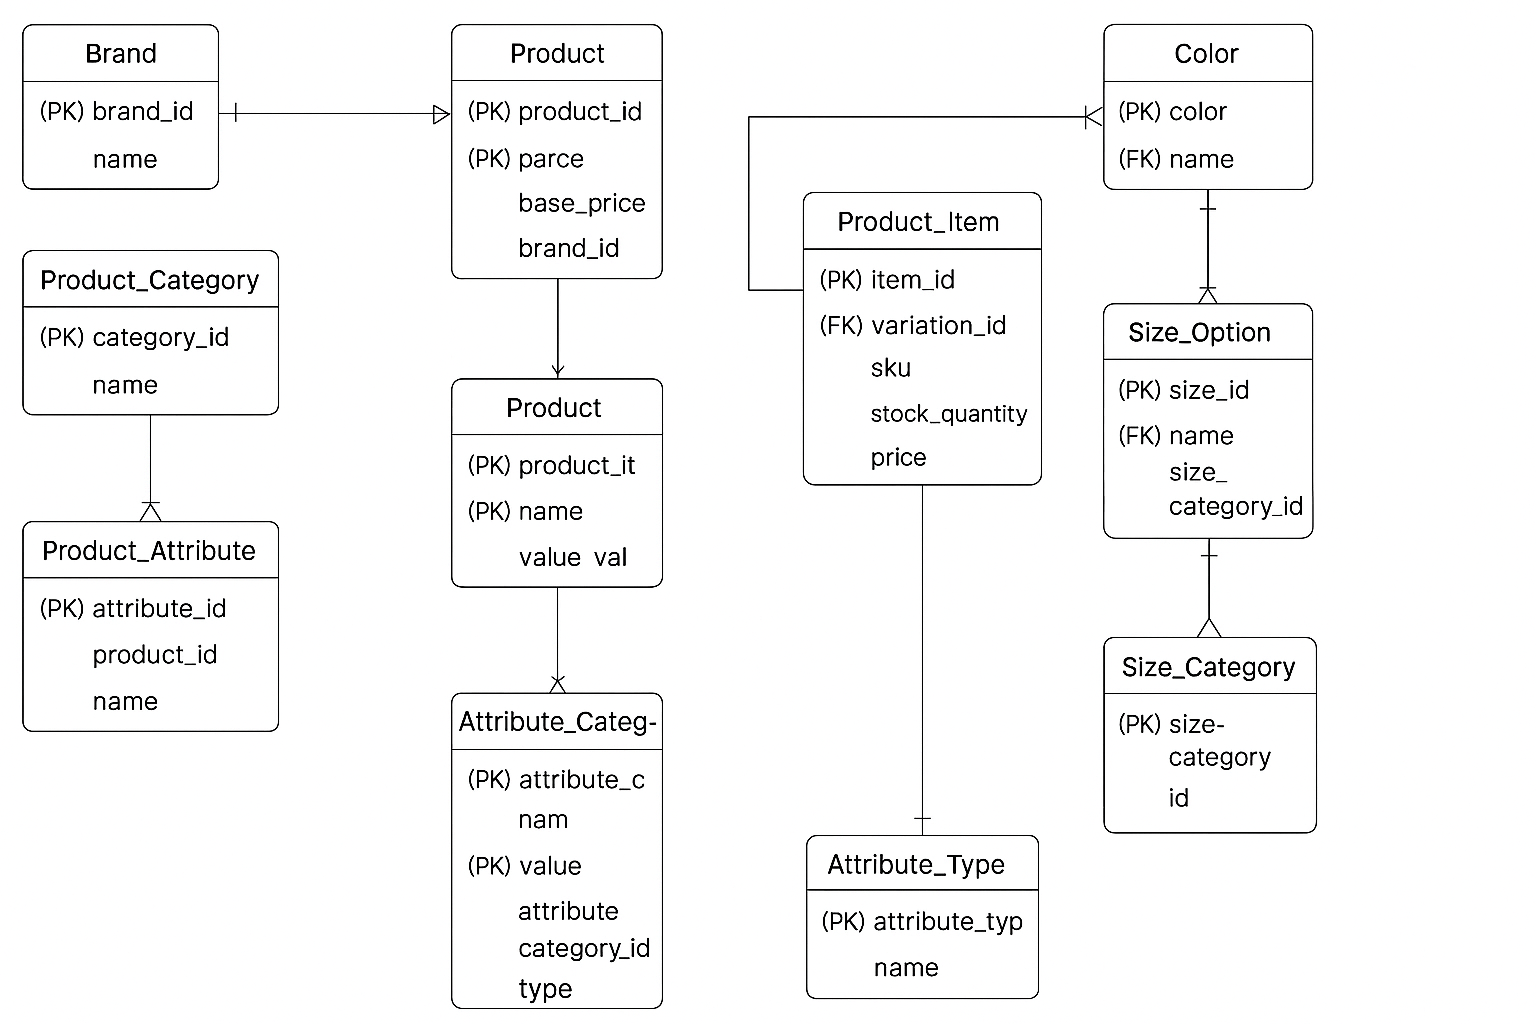 Brand
(PK) brand_id
name
Product_Category
(PK) category_id
name
Product_Attribute
(PK) attribute_id
product_id
name
Product
(PK) product_id
(PK) parce
base_price
brand_id
Product
(PK) product_it
(PK) name
value val
Attribute_Categ-
(PK) attribute_c
nam
(PK) value
attribute
category_id
type
Product_Item
(PK) item_id
(FK) variation_id
sku
stock_quantity
price
Attribute_Type
(PK) attribute_typ
name
Color
(PK) color
(FK) name
Size_Option
(PK) size_id
(FK) name
size_
category_id
Size_Category
(PK) size-
category
id